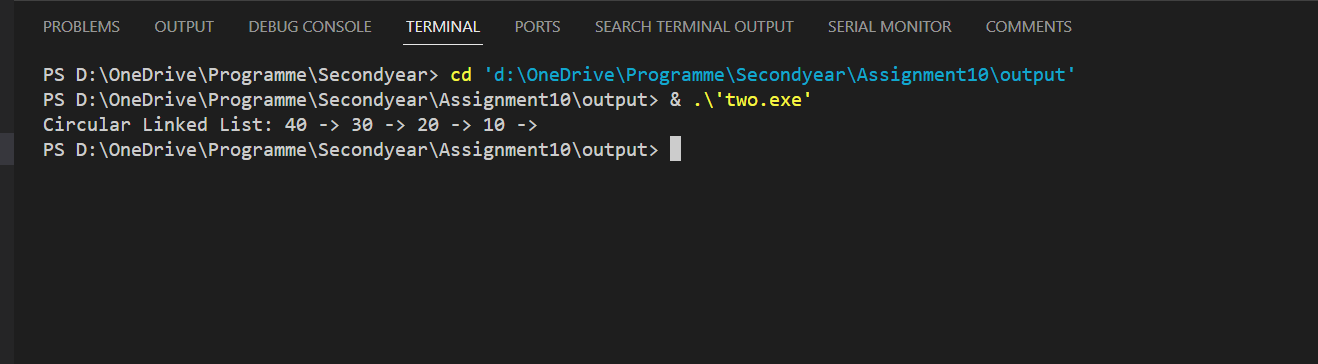 PROBLEMS OUTPUT DEBUG CONSOLE TERMINAL PORTS SEARCH TERMINAL OUTPUT SERIAL MONITOR COMMENTS
PS D:\OneDrive\Programme\Secondyear> cd 'd:\OneDrive\Programme\Secondyear\Assignment10\output'
PS D:\OneDrive\Programme\Secondyear\Assignment10\output> & .\'two.exe'
Circular Linked List: 40 -> 30 -> 20 -> 10 ->
PS D:\OneDrive\Programme\Secondyear\Assignment10\output>